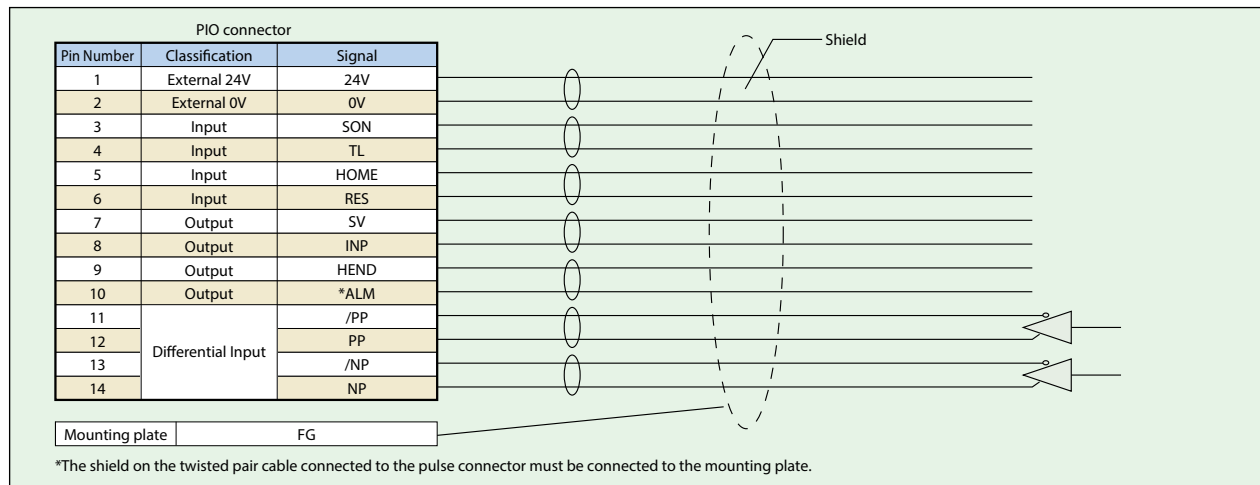 PIO connector
Shield
Pin Number Classification Signal
1 External 24V 24V
2 External 0V 0V
3 Input SON
4 Input TL
5 Input HOME
6 Input RES
7 Output SV
8 Output INP
9 Output HEND
10 Output *ALM
11 /PP
12 PP
Differential Input
13 /NP
14 NP
Mounting plate FG
*The shield on the twisted pair cable connected to the pulse connector must be connected to the mounting plate.